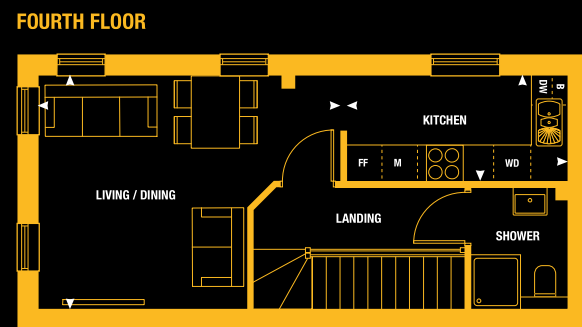 FOURTH FLOOR
B
DW
KITCHEN
FF M WD
LIVING / DINING
LANDING
SHOWER